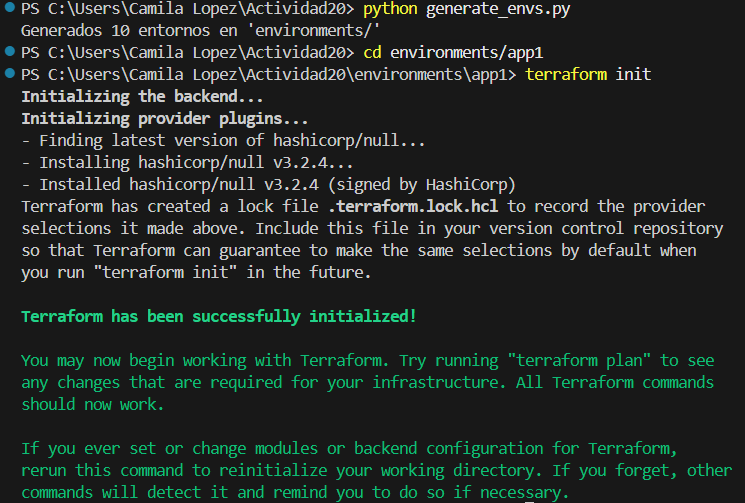 PS C:\Users\Camila Lopez\Actividad20> python generate_envs.py
Generados 10 entornos en 'environments/'
PS C:\Users\Camila Lopez\Actividad20> cd environments/app1
PS C:\Users\Camila Lopez\Actividad20\environments\app1> terraform init
Initializing the backend...
Initializing provider plugins...
- Finding latest version of hashicorp/null...
- Installing hashicorp/null v3.2.4...
- Installed hashicorp/null v3.2.4 (signed by HashiCorp)
Terraform has created a lock file .terraform.lock.hcl to record the provider
selections it made above. Include this file in your version control repository
so that Terraform can guarantee to make the same selections by default when
you run "terraform init" in the future.

Terraform has been successfully initialized!

You may now begin working with Terraform. Try running "terraform plan" to see
any changes that are required for your infrastructure. All Terraform commands
should now work.

If you ever set or change modules or backend configuration for Terraform,
rerun this command to reinitialize your working directory. If you forget, other
commands will detect it and remind you to do so if necessary.